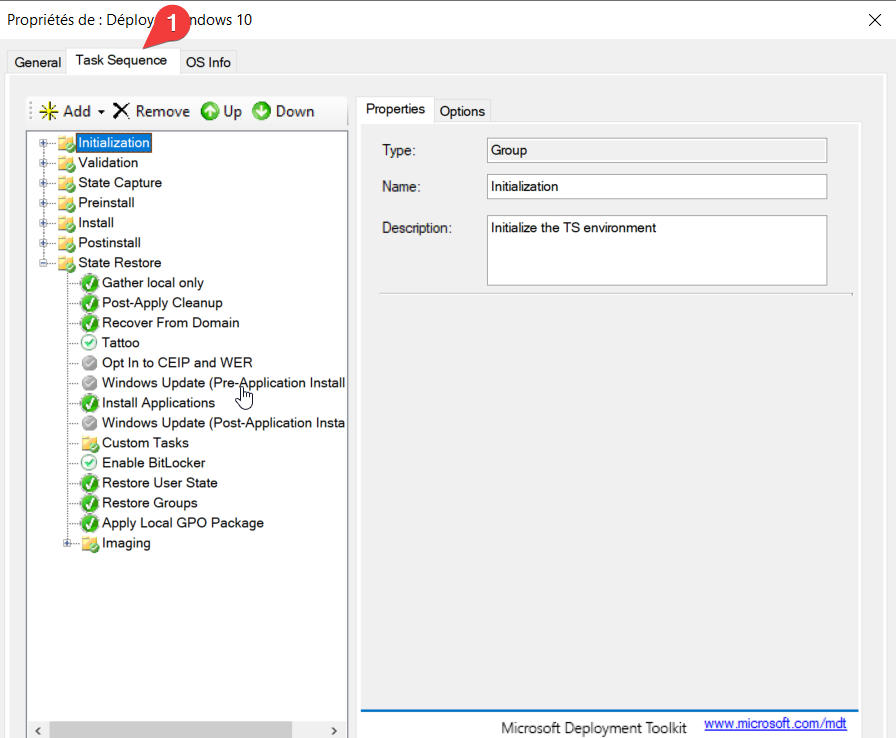 Propriétés de : Déploy ndows 10
1
General Task Sequence OS Info
Add Remove Up Down
Initialization
Validation
State Capture
Preinstall
Install
Postinstall
State Restore
Gather local only
Post-Apply Cleanup
Recover From Domain
Tattoo
Opt In to CEIP and WER
Windows Update (Pre-Application Install
Install Applications
Windows Update (Post-Application Insta
Custom Tasks
Enable BitLocker
Restore User State
Restore Groups
Apply Local GPO Package
Imaging
Properties Options
Type: Group
Name: Initialization
Description: Initialize the TS environment
Microsoft Deployment Toolkit www.microsoft.com/mdt